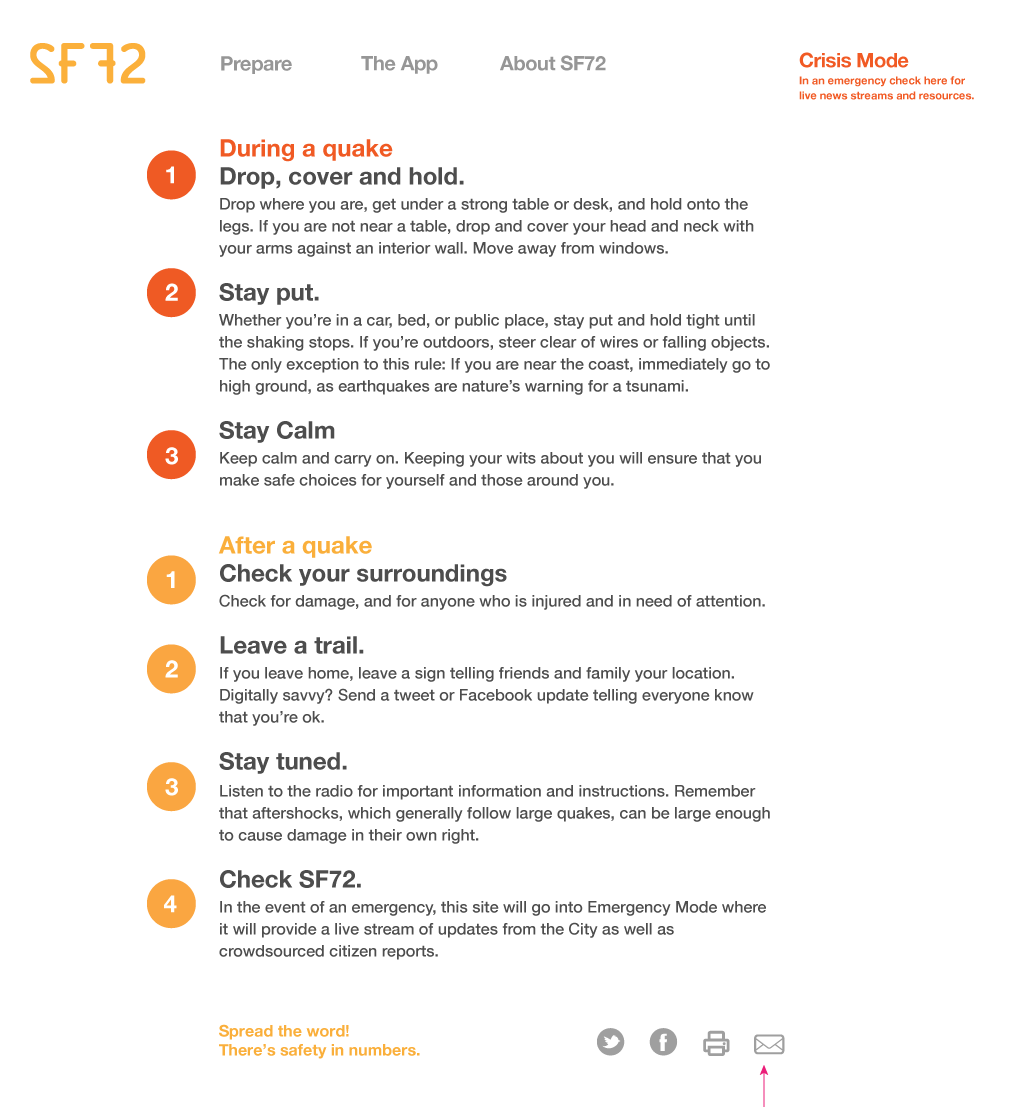 SF72
Prepare
The App
About SF72
Crisis Mode
In an emergency check here for
live news streams and resources.
During a quake
1
Drop, cover and hold.
Drop where you are, get under a strong table or desk, and hold onto the
legs. If you are not near a table, drop and cover your head and neck with
your arms against an interior wall. Move away from windows.
2
Stay put.
Whether you’re in a car, bed, or public place, stay put and hold tight until
the shaking stops. If you’re outdoors, steer clear of wires or falling objects.
The only exception to this rule: If you are near the coast, immediately go to
high ground, as earthquakes are nature’s warning for a tsunami.
3
Stay Calm
Keep calm and carry on. Keeping your wits about you will ensure that you
make safe choices for yourself and those around you.
After a quake
1
Check your surroundings
Check for damage, and for anyone who is injured and in need of attention.
2
Leave a trail.
If you leave home, leave a sign telling friends and family your location.
Digitally savvy? Send a tweet or Facebook update telling everyone know
that you’re ok.
3
Stay tuned.
Listen to the radio for important information and instructions. Remember
that aftershocks, which generally follow large quakes, can be large enough
to cause damage in their own right.
4
Check SF72.
In the event of an emergency, this site will go into Emergency Mode where
it will provide a live stream of updates from the City as well as
crowdsourced citizen reports.
Spread the word!
There’s safety in numbers.